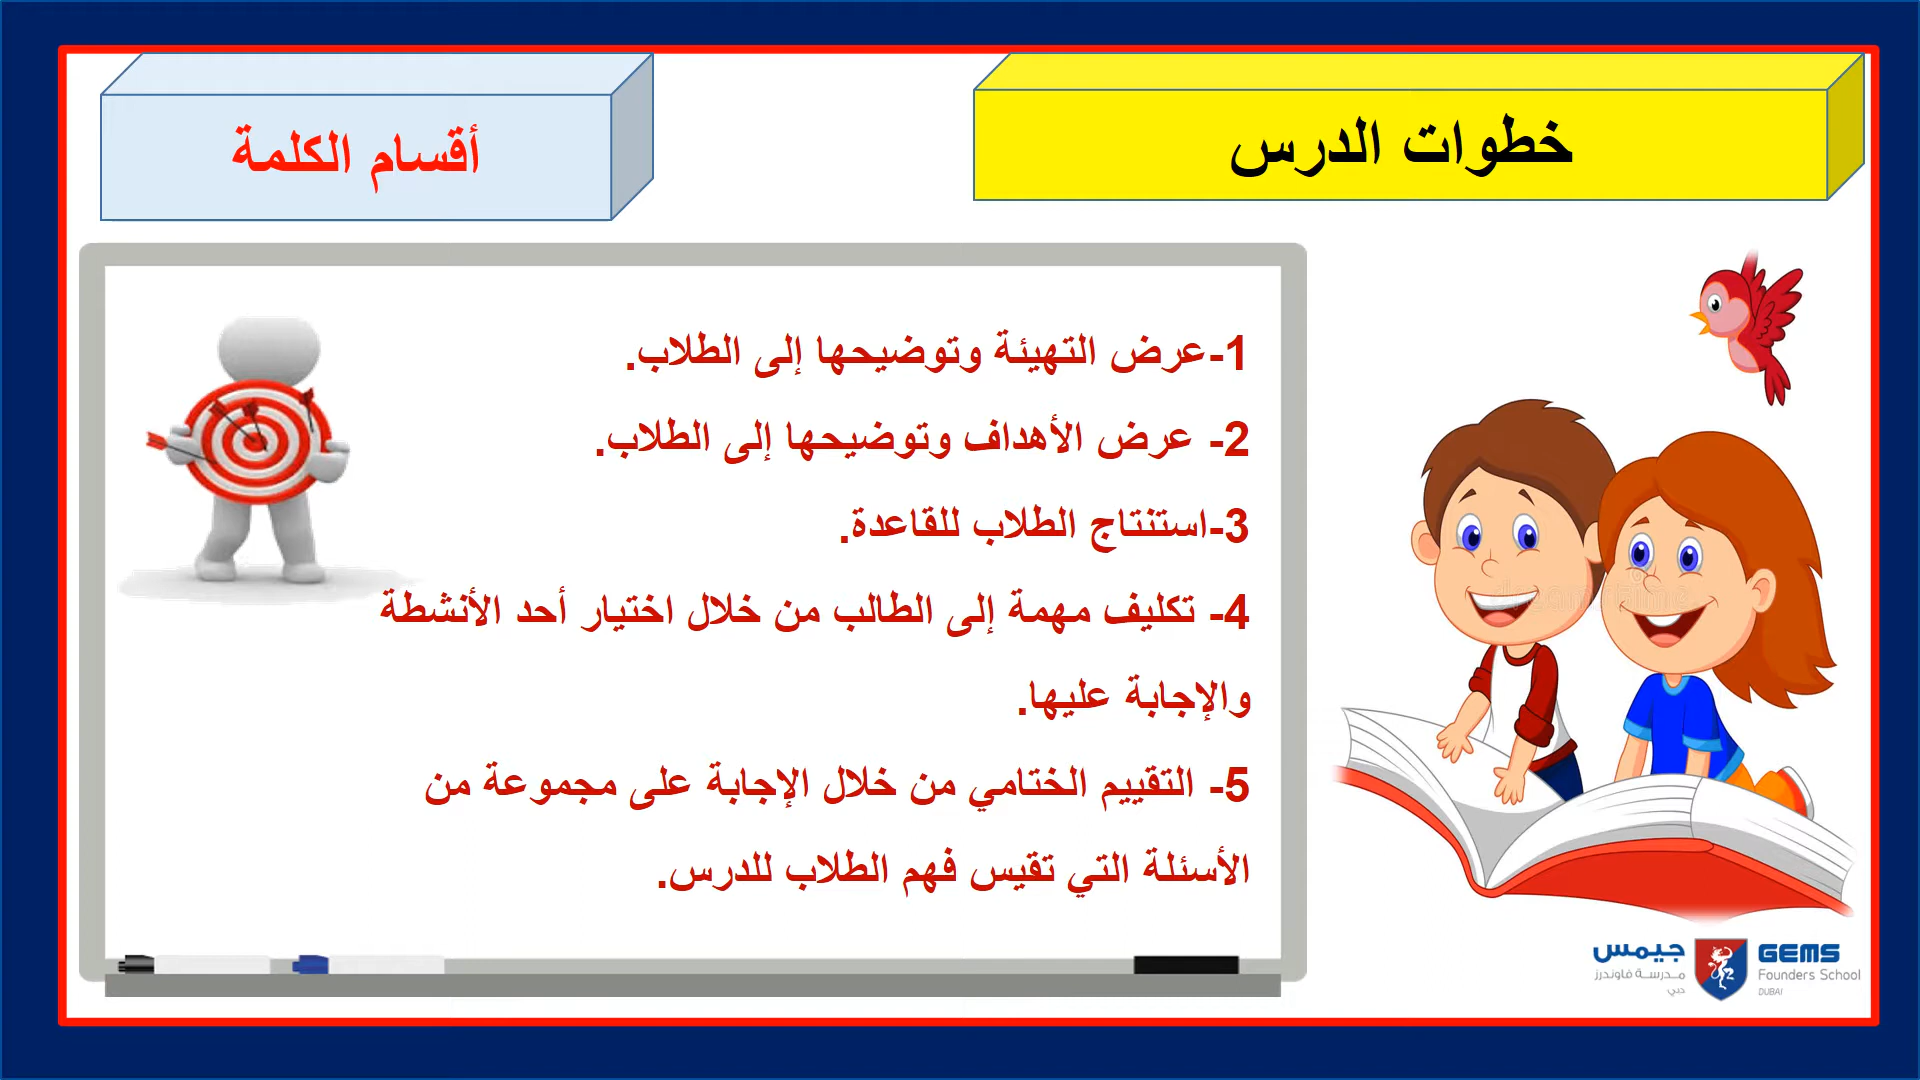 خطوات الدرس
أقسام الكلمة
1-عرض التهيئة وتوضيحها إلى الطلاب.
2- عرض الأهداف وتوضيحها إلى الطلاب.
3-استنتاج الطلاب للقاعدة.
4- تكليف مهمة إلى الطالب من خلال اختيار أحد الأنشطة
والإجابة عليها.
5- التقييم الختامي من خلال الإجابة على مجموعة من
الأسئلة التي تقيس فهم الطلاب للدرس.
جيمس
مدرسة فاوندرز
دبي
GEMS
Founders School
DUBAI